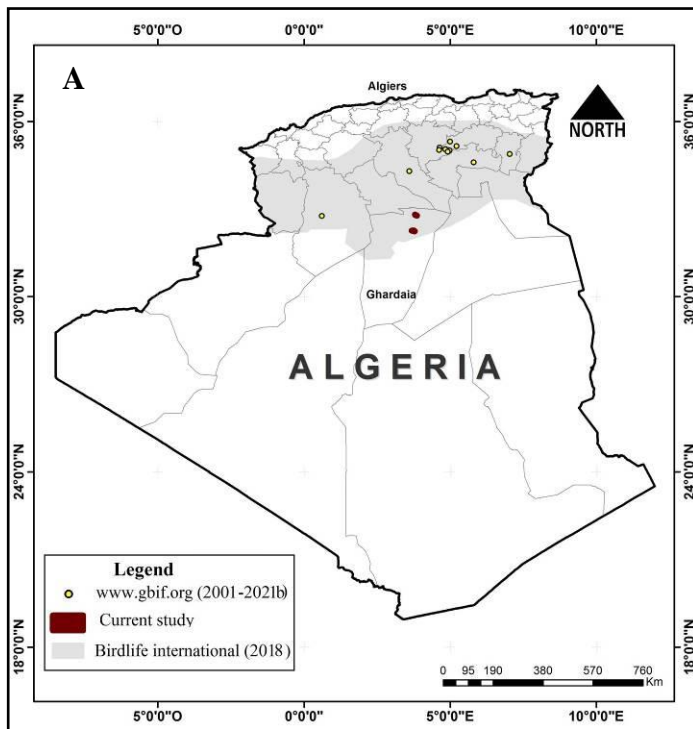 5°0'0"O 0°0'0"E 5°0'0"E 10°0'0"E
A
Algiers
NORTH
36°0'0"N 36°0'0"N
30°0'0"N 30°0'0"N
Ghardaia
ALGERIA
24°0'0"N 24°0'0"N
Legend
www.gbif.org (2001-2021b)
Current study
Birdlife international (2018)
18°0'0"N 18°0'0"N
0 95 190 380 570 760
Km
5°0'0"O 0°0'0"E 5°0'0"E 10°0'0"E